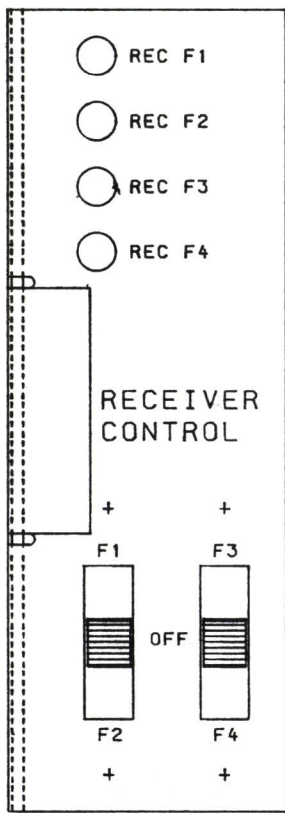 REC F1
REC F2
REC F3
REC F4
RECEIVER
CONTROL
+ +
F1 F3
OFF
F2 F4
+ +